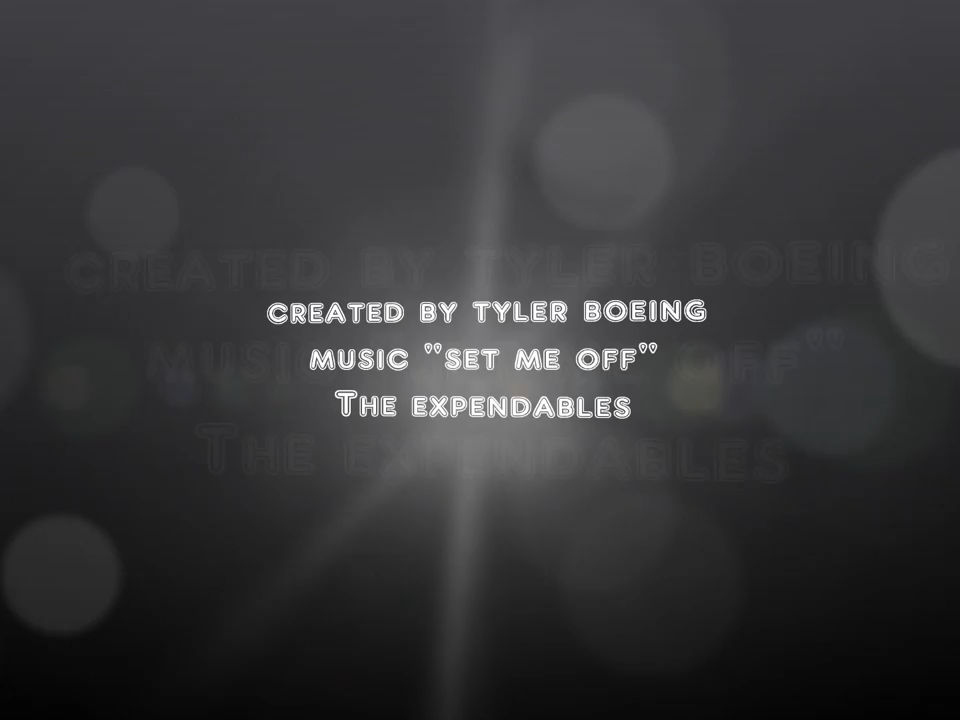 CREATED BY TYLER BOEING
MUSIC "SET ME OFF"
THE EXPENDABLES